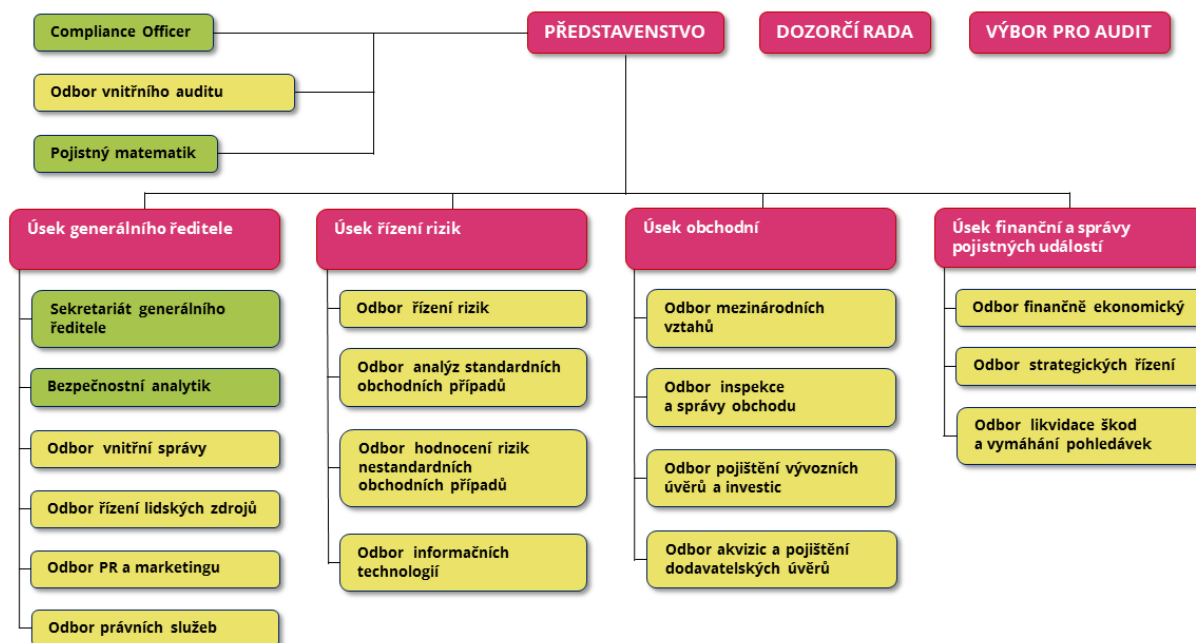 Compliance Officer
PŘEDSTAVENSTVO
DOZORČÍ RADA
VÝBOR PRO AUDIT
Odbor vnitřního auditu
Pojistný matematik
Úsek generálního ředitele
Sekretariát generálního
ředitele
Bezpečnostní analytik
Odbor vnitřní správy
Odbor řízení lidských zdrojů
Odbor PR a marketingu
Odbor právních služeb
Úsek řízení rizik
Odbor řízení rizik
Odbor analýz standardních
obchodních případů
Odbor hodnocení rizik
nestandardních
obchodních případů
Odbor informačních
technologií
Úsek obchodní
Odbor mezinárodních
vztahů
Odbor inspekce
a správy obchodu
Odbor pojištění vývozních
úvěrů a investic
Odbor akvizic a pojištění
dodavatelských úvěrů
Úsek finanční a správy
pojistných událostí
Odbor finančně ekonomický
Odbor strategických řízení
Odbor likvidace škod
a vymáhání pohledávek